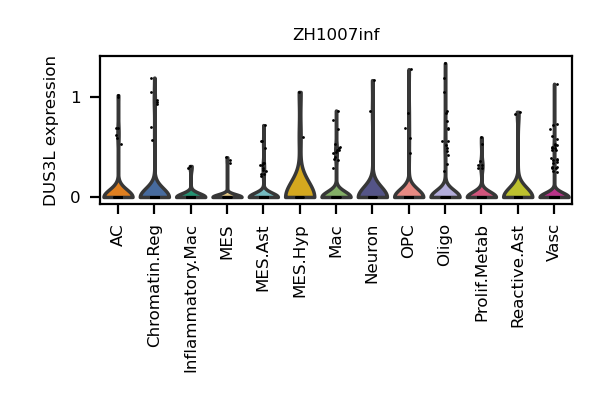 ZH1007inf
DUS3L expression
1
0
AC
Chromatin.Reg
Inflammatory.Mac
MES
MES.Ast
MES.Hyp
Mac
Neuron
OPC
Oligo
Prolif.Metab
Reactive.Ast
Vasc